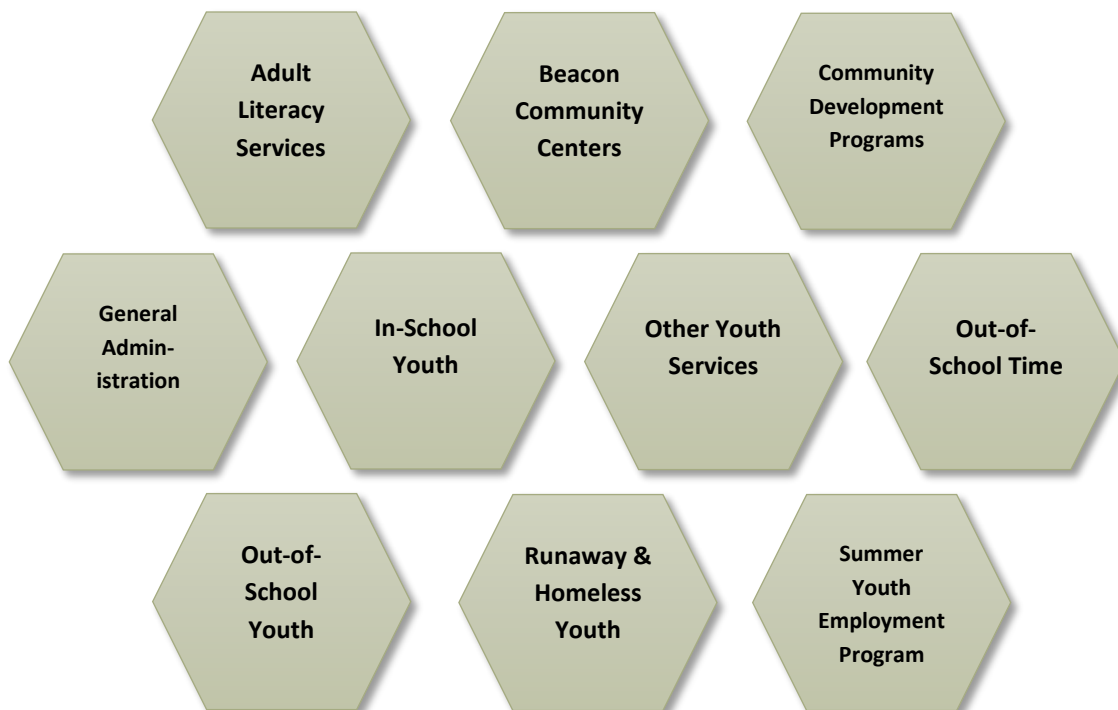 Adult
Literacy
Services
Beacon
Community
Centers
Community
Development
Programs
General
Admin-
istration
In-School
Youth
Other Youth
Services
Out-of-
School Time
Out-of-
School
Youth
Runaway &
Homeless
Youth
Summer
Youth
Employment
Program